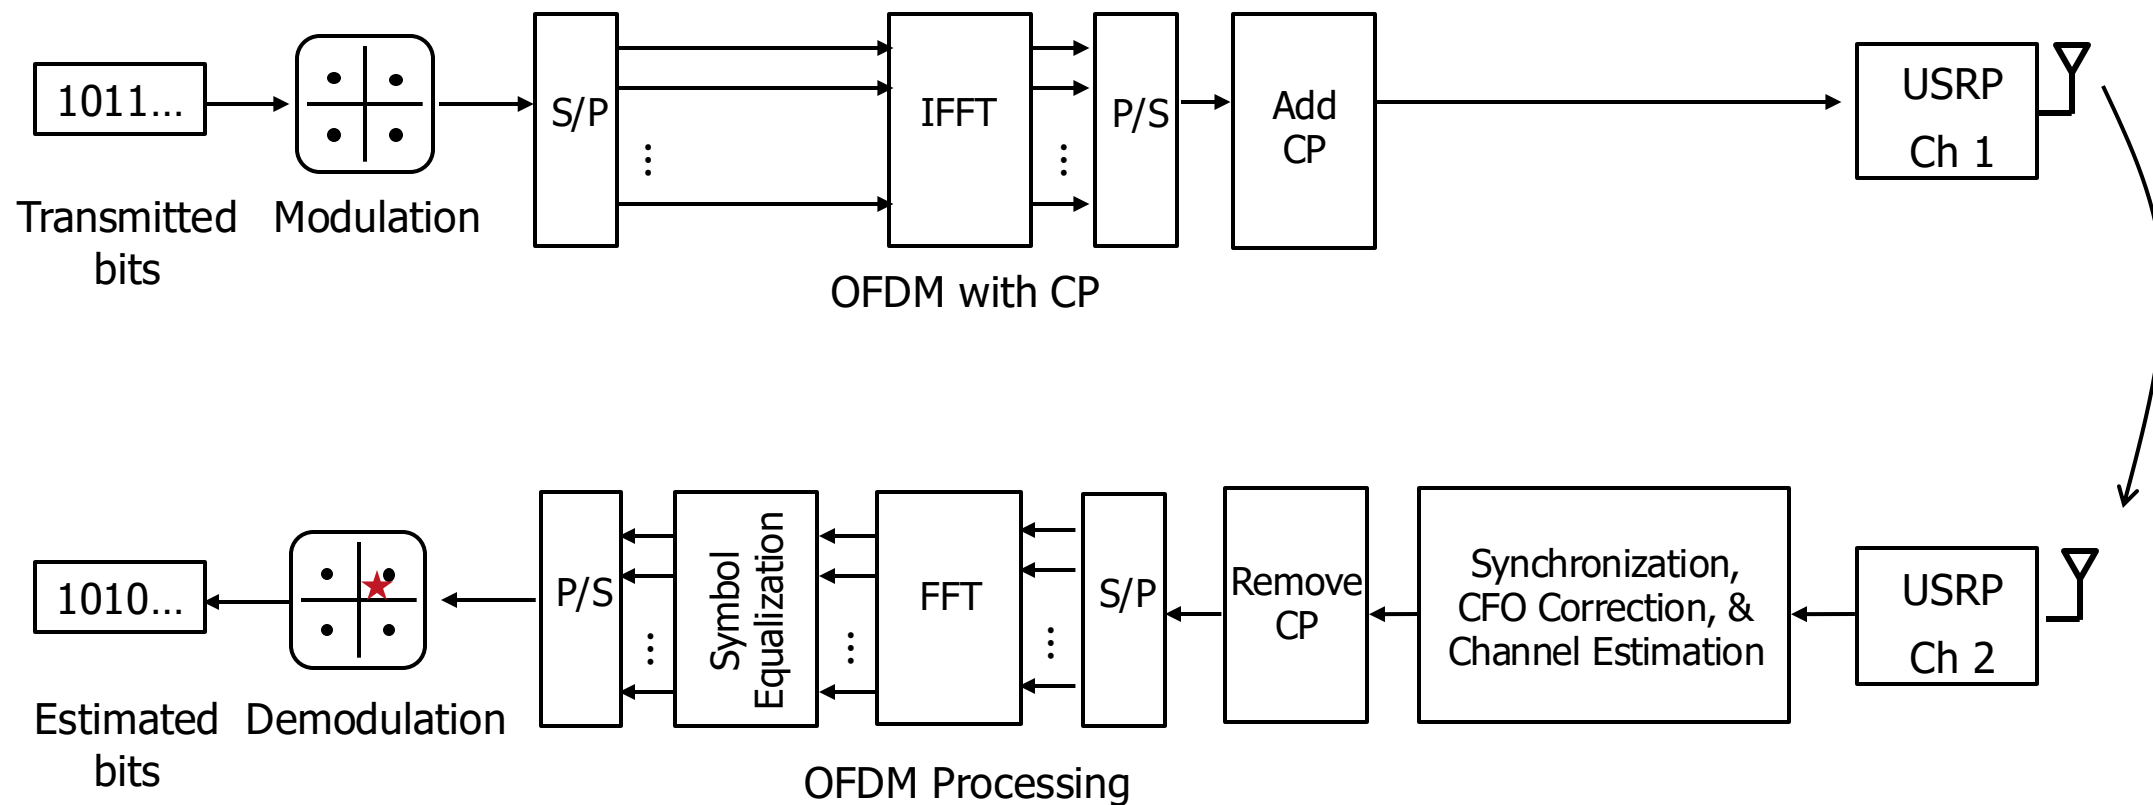 1011...
Transmitted
bits
Modulation
S/P
...
IFFT
...
P/S
Add
CP
OFDM with CP
USRP
Ch 1
1010...
Estimated
bits
Demodulation
P/S
...
Symbol
Equalization
...
FFT
...
S/P
Remove
CP
Synchronization,
CFO Correction, &
Channel Estimation
USRP
Ch 2
OFDM Processing